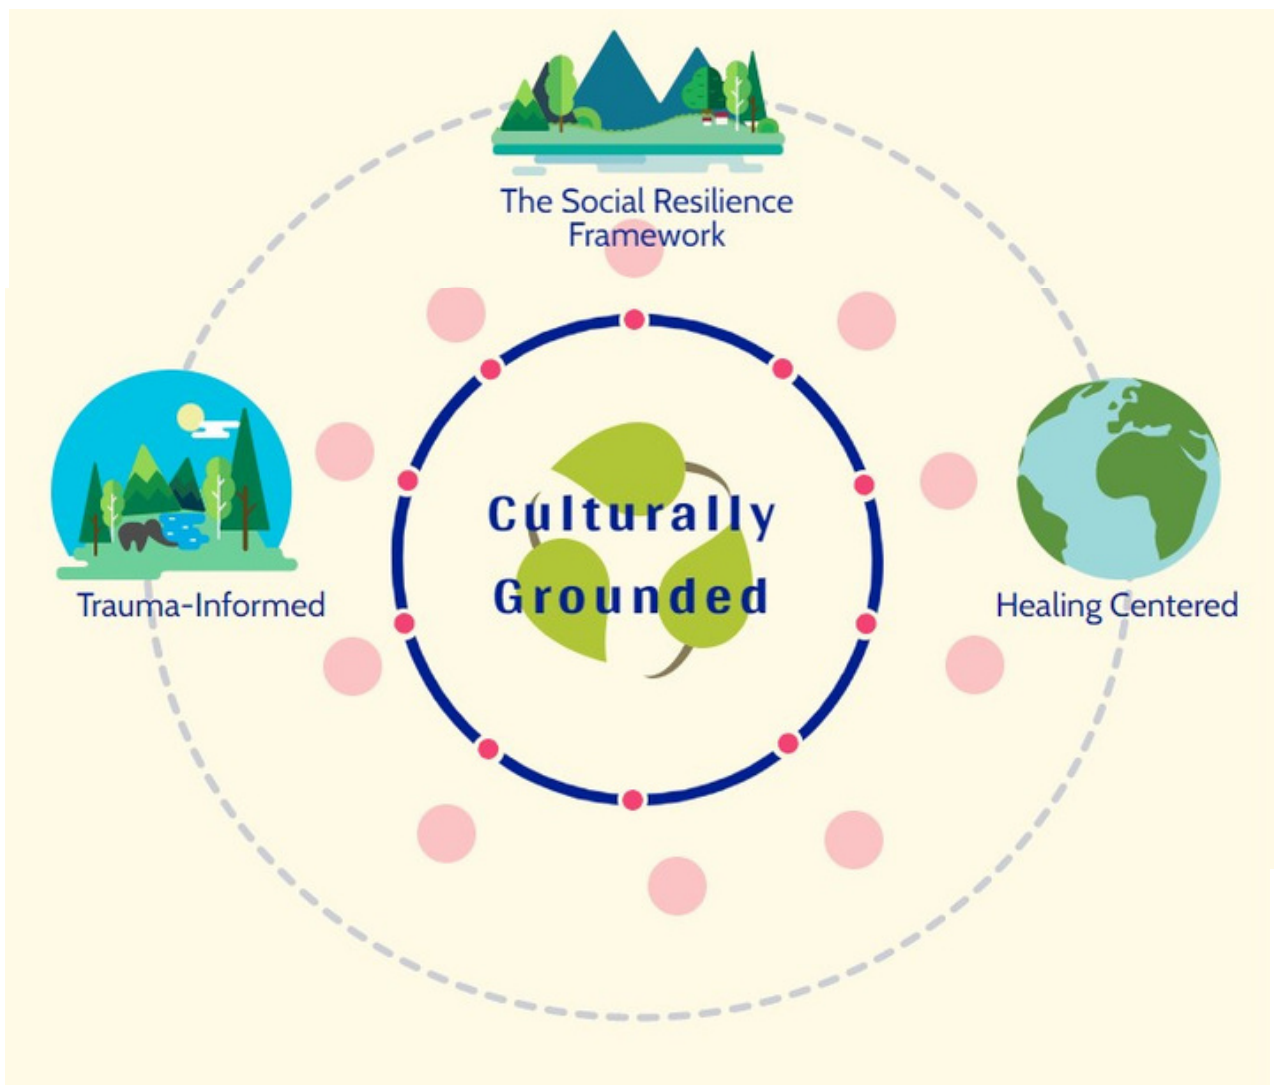 The Social Resilience
Framework
Culturally
Grounded
Trauma-Informed
Healing Centered